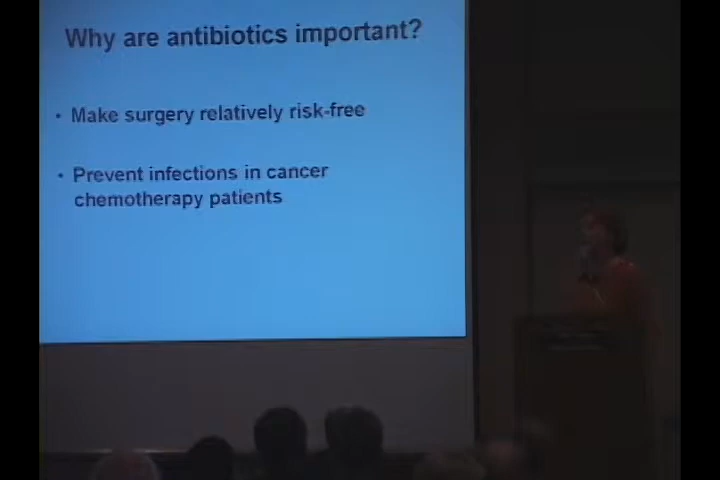 Why are antibiotics important?
• Make surgery relatively risk-free
• Prevent infections in cancer
chemotherapy patients